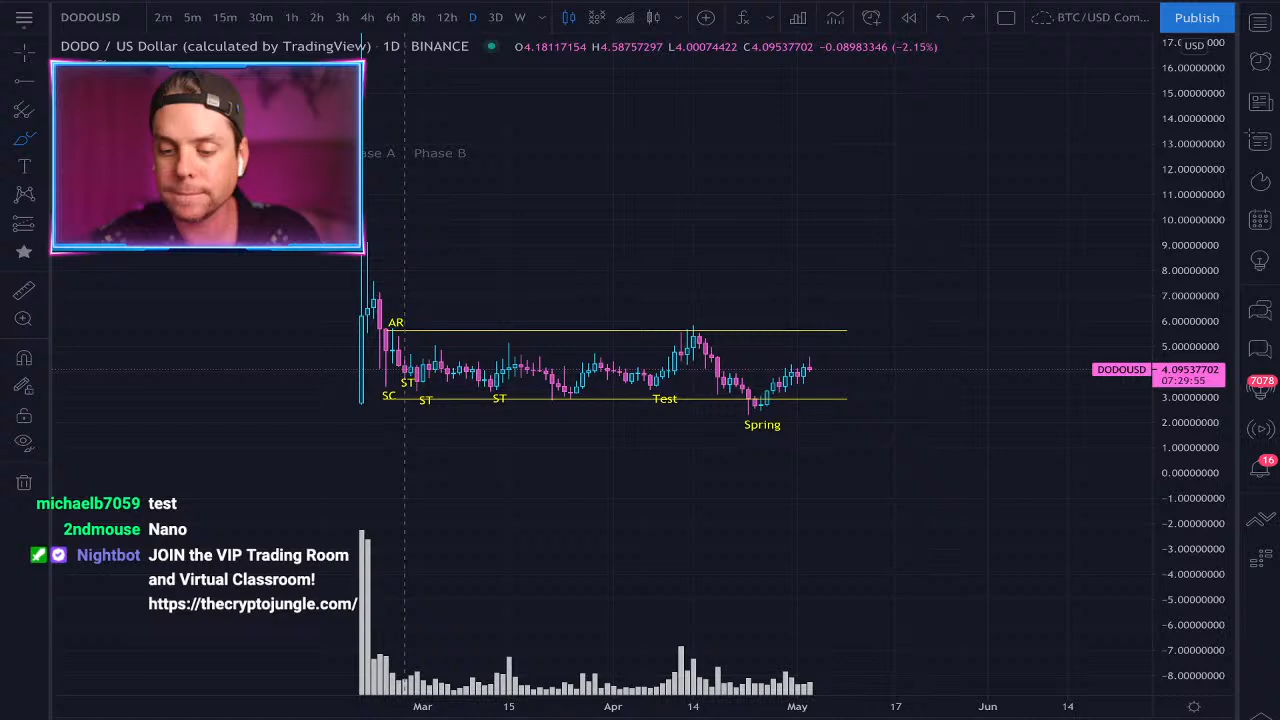 DODOUSD 2m 5m 15m 30m 1h 2h 3h 4h 6h 8h 12h D 3D W BTC/USD Com... Publish
DODO / US Dollar (calculated by TradingView) · 1D · BINANCE O4.18117154 H4.58757297 L4.00074422 C4.09537702 −0.08983346 (−2.15%)
USD
16.00000000
15.00000000
14.00000000
13.00000000
Phase B
12.00000000
11.00000000
10.00000000
9.00000000
8.00000000
7.00000000
6.00000000
AR
5.00000000
DODOUSD 4.09537702
07:29:55
7078
ST
SC
ST
ST
Test
3.00000000
Spring
2.00000000
1.00000000
16
0.00000000
−1.00000000
−2.00000000
−3.00000000
−4.00000000
−5.00000000
−6.00000000
−7.00000000
−8.00000000
michaelb7059 test
2ndmouse Nano
Nightbot JOIN the VIP Trading Room
and Virtual Classroom!
https://thecryptojungle.com/
Mar 15 Apr 14 May 17 Jun 14